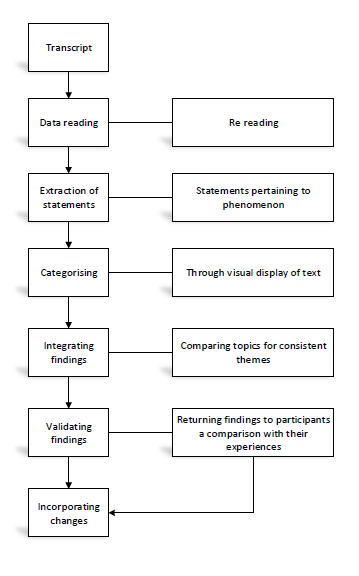 Transcript
Data reading
Re reading
Extraction of
statements
Statements pertaining to
phenomenon
Categorising
Through visual display of text
Integrating
findings
Comparing topics for consistent
themes
Validating
findings
Returning findings to participants
a comparison with their
experiences
Incorporating
changes